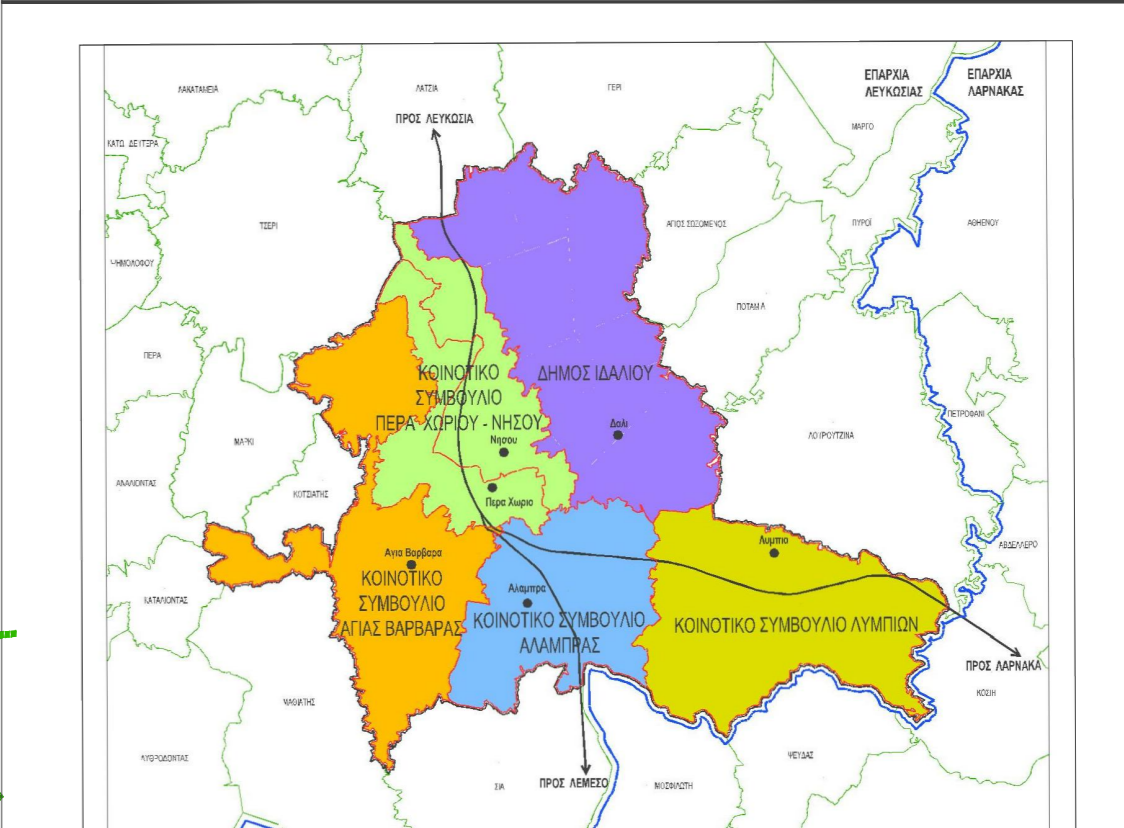 ΕΠΑΡΧΙΑ
ΛΕΥΚΩΣΙΑΣ
ΕΠΑΡΧΙΑ
ΛΑΡΝΑΚΑΣ
ΛΑΚΑΤΑΜΕΙΑ
ΛΑΤΣΙΑ
ΓΕΡΙ
ΠΡΟΣ ΛΕΥΚΩΣΙΑ
ΜΑΡΓΟ
ΚΑΤΩ ΔΕΥΤΕΡΑ
ΤΣΕΡΙ
ΑΓΙΟΣ ΣΩΖΟΜΕΝΟΣ
ΠΥΡΟΪ
ΑΘΗΕΝΟΥ
ΨΗΜΟΛΟΦΟΥ
ΠΟΤΑΜΙΑ
ΠΕΡΑ
ΚΟΙΝΟΤΙΚΟ
ΣΥΜΒΟΥΛΙΟ
ΠΕΡΑ ΧΩΡΙΟΥ - ΝΗΣΟΥ
ΔΗΜΟΣ ΙΔΑΛΙΟΥ
Νησου
Δαλι
ΠΕΤΡΟΦΑΝΙ
ΛΟΥΡΟΥΤΖΙΝΑ
ΜΑΡΚΙ
ΑΝΑΛΙΟΝΤΑΣ
ΚΟΤΣΙΑΤΗΣ
Περα Χωριο
Λυμπια
ΑΒΔΕΛΛΕΡΟ
Αγια Βαρβαρα
ΚΟΙΝΟΤΙΚΟ
ΣΥΜΒΟΥΛΙΟ
ΑΓΙΑΣ ΒΑΡΒΑΡΑΣ
Αλαμπρα
ΚΟΙΝΟΤΙΚΟ ΣΥΜΒΟΥΛΙΟ
ΑΛΑΜΠΡΑΣ
ΚΟΙΝΟΤΙΚΟ ΣΥΜΒΟΥΛΙΟ ΛΥΜΠΙΩΝ
ΚΑΤΑΛΙΟΝΤΑΣ
ΠΡΟΣ ΛΑΡΝΑΚΑ
ΚΟΣΙΗ
ΜΑΘΙΑΤΗΣ
ΛΥΘΡΟΔΟΝΤΑΣ
ΣΙΑ
ΠΡΟΣ ΛΕΜΕΣΟ
ΜΟΣΦΙΛΩΤΗ
ΨΕΥΔΑΣ